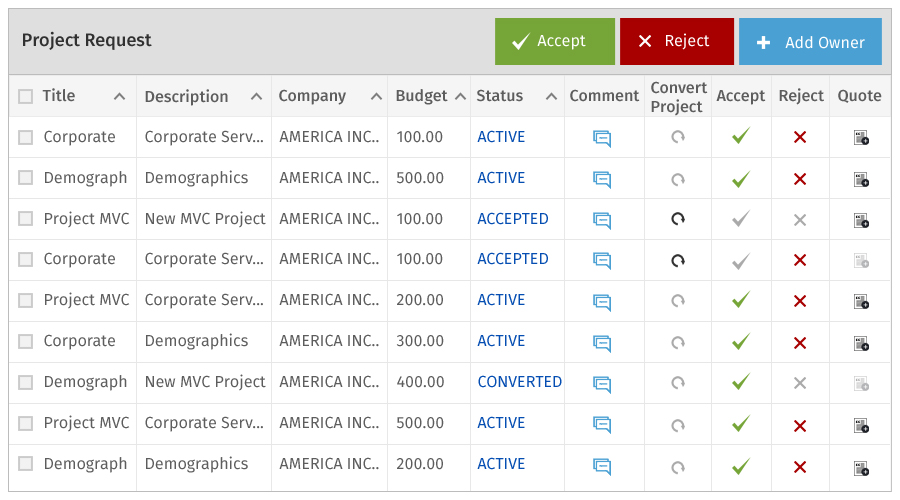 Project Request
Accept
Reject
Add Owner
Title Description Company Budget Status Comment Convert Project Accept Reject Quote
Corporate Corporate Serv... AMERICA INC.. 100.00 ACTIVE
Demograph Demographics AMERICA INC.. 500.00 ACTIVE
Project MVC New MVC Project AMERICA INC.. 100.00 ACCEPTED
Corporate Corporate Serv... AMERICA INC.. 100.00 ACCEPTED
Project MVC Corporate Serv... AMERICA INC.. 200.00 ACTIVE
Corporate Demographics AMERICA INC.. 300.00 ACTIVE
Demograph New MVC Project AMERICA INC.. 400.00 CONVERTED
Project MVC Corporate Serv... AMERICA INC.. 500.00 ACTIVE
Demograph Demographics AMERICA INC.. 200.00 ACTIVE